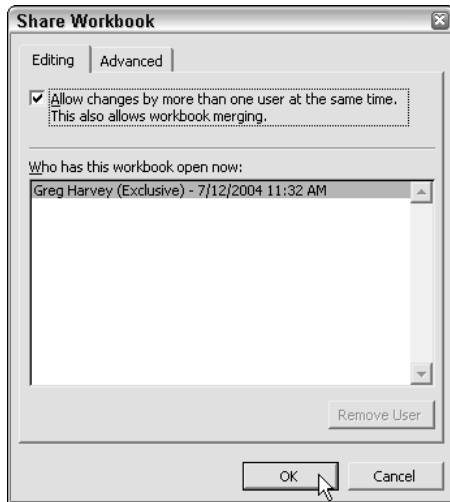 Share Workbook
Editing
Advanced
Allow changes by more than one user at the same time.
This also allows workbook merging.
Who has this workbook open now:
Greg Harvey (Exclusive) - 7/12/2004 11:32 AM
Remove User
OK
Cancel